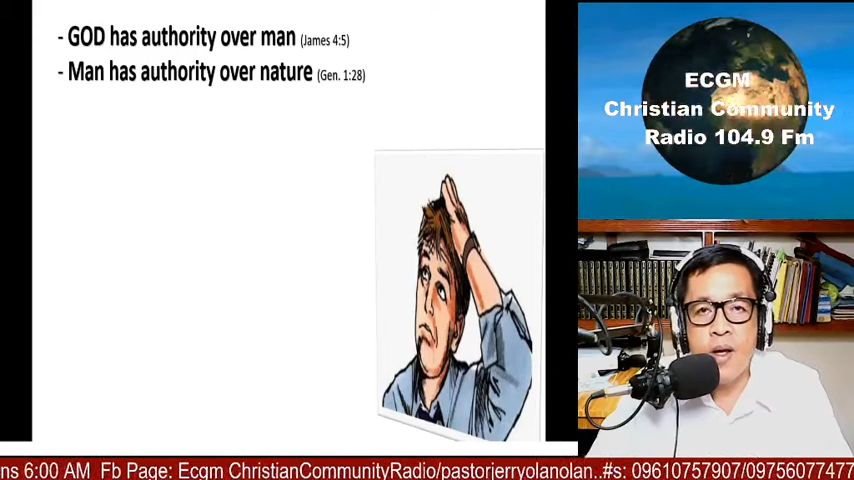 - GOD has authority over man (James 4:5)
- Man has authority over nature (Gen. 1:28)
ECGM
Christian Community
Radio 104.9 Fm
ns 6:00 AM Fb Page: Ecgm ChristianCommunityRadio/pastorjerryolanolan..#s: 09610757907/09756077477